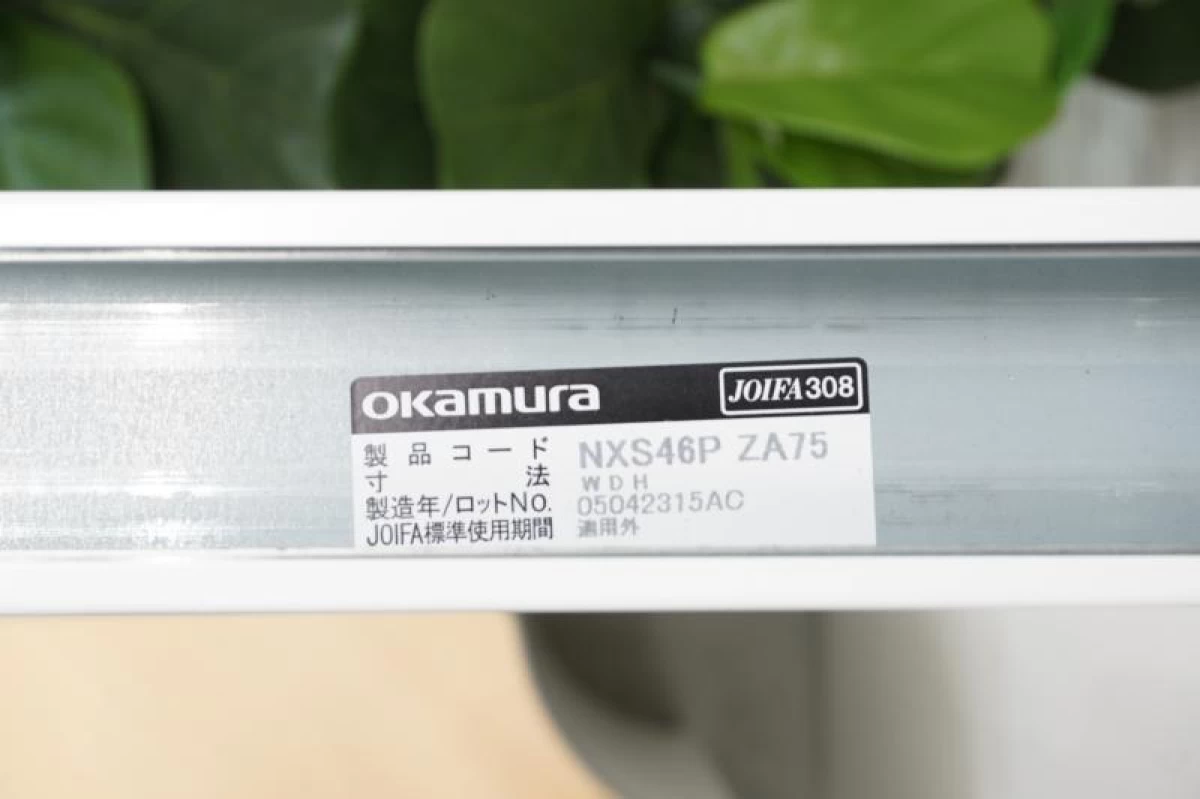 okamura JOIFA308
製品コード NXS46P ZA75
寸法 W D H
製造年/ロットNo. 05042315AC
JOIFA標準使用期間 適用外